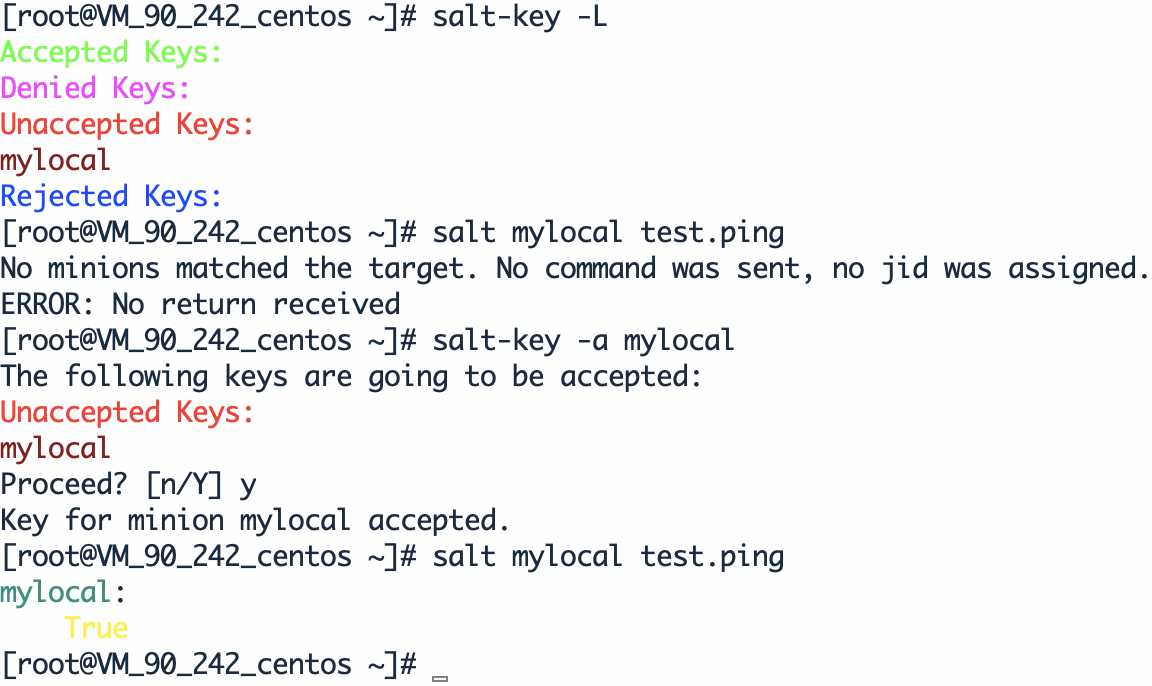 [root@VM_90_242_centos ~]# salt-key -L
Accepted Keys:
Denied Keys:
Unaccepted Keys:
mylocal
Rejected Keys:
[root@VM_90_242_centos ~]# salt mylocal test.ping
No minions matched the target. No command was sent, no jid was assigned.
ERROR: No return received
[root@VM_90_242_centos ~]# salt-key -a mylocal
The following keys are going to be accepted:
Unaccepted Keys:
mylocal
Proceed? [n/Y] y
Key for minion mylocal accepted.
[root@VM_90_242_centos ~]# salt mylocal test.ping
mylocal:
    True
[root@VM_90_242_centos ~]#